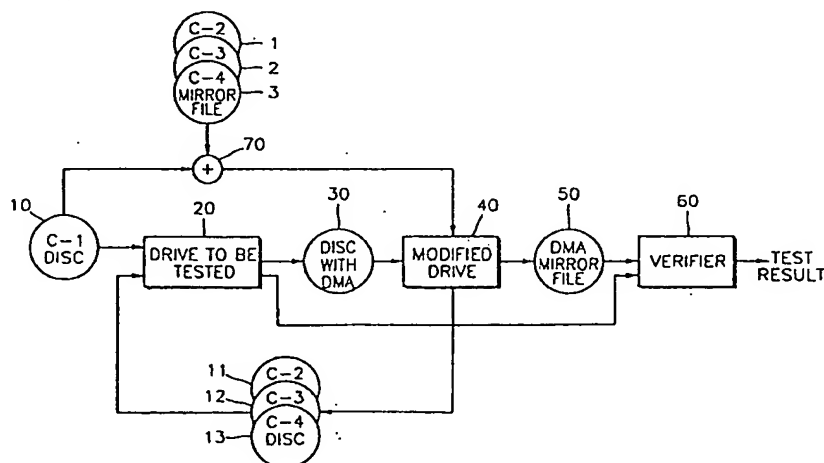 C-2
1
C-3
2
C-4
MIRROR
FILE
3
70
+
10
C-1
DISC
20
DRIVE TO BE
TESTED
30
DISC
WITH
DMA
40
MODIFIED
DRIVE
50
DMA
MIRROR
FILE
60
VERIFIER
TEST
RESULT
11
C-2
12
C-3
13
C-4
DISC